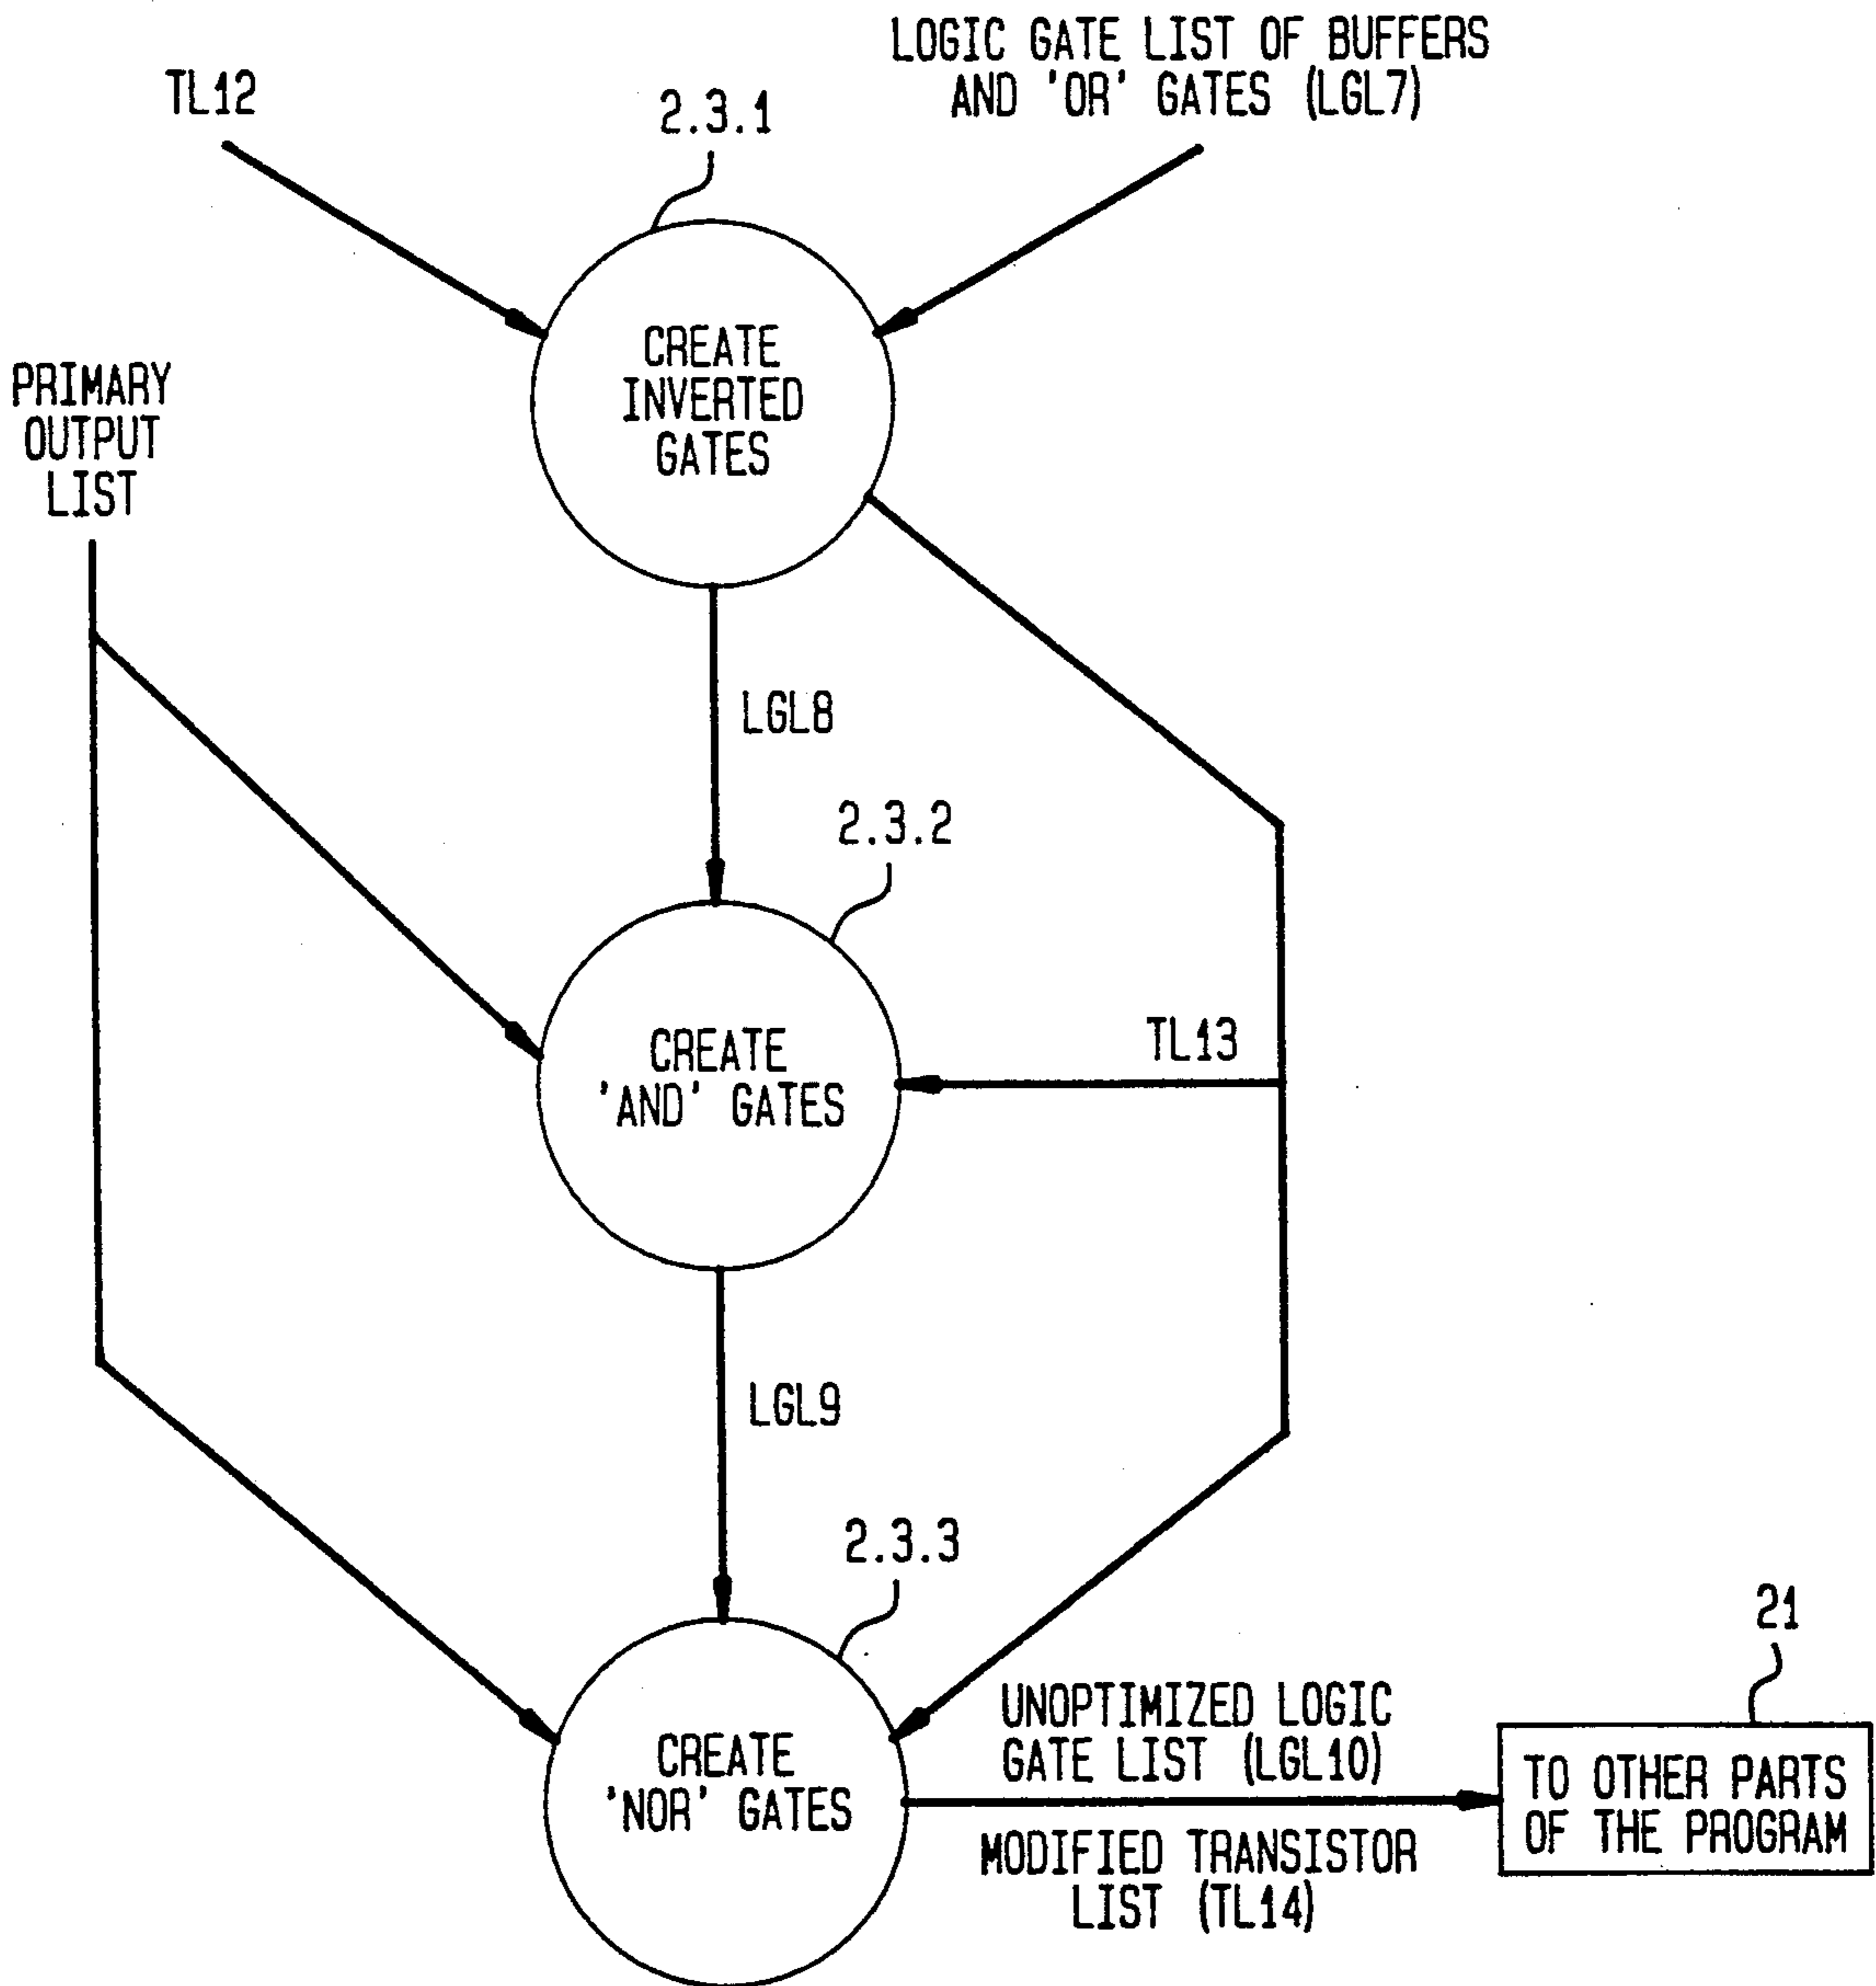 LOGIC GATE LIST OF BUFFERS
AND 'OR' GATES (LGL7)
TL12
2.3.1
CREATE
INVERTED
GATES
PRIMARY
OUTPUT
LIST
LGL8
2.3.2
CREATE
'AND' GATES
TL13
LGL9
2.3.3
CREATE
'NOR' GATES
UNOPTIMIZED LOGIC
GATE LIST (LGL10)
MODIFIED TRANSISTOR
LIST (TL14)
21
TO OTHER PARTS
OF THE PROGRAM